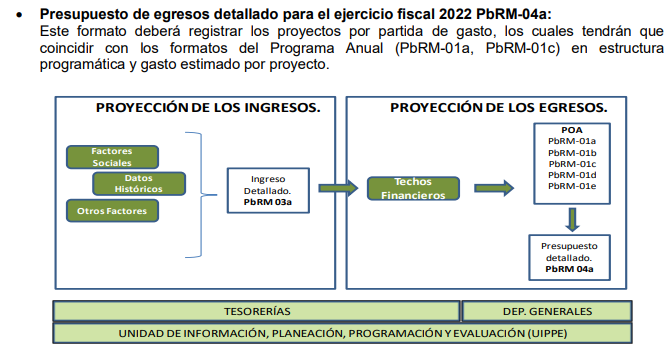 • Presupuesto de egresos detallado para el ejercicio fiscal 2022 PbRM-04a:
Este formato deberá registrar los proyectos por partida de gasto, los cuales tendrán que
coincidir con los formatos del Programa Anual (PbRM-01a, PbRM-01c) en estructura
programática y gasto estimado por proyecto.
PROYECCIÓN DE LOS INGRESOS.
Factores
Sociales
Datos
Históricos
Otros Factores
Ingreso
Detallado.
PbRM 03a
PROYECCIÓN DE LOS EGRESOS.
Techos
Financieros
POA
PbRM-01a
PbRM-01b
PbRM-01c
PbRM-01d
PbRM-01e
Presupuesto
detallado.
PbRM 04a
TESORERÍAS
DEP. GENERALES
UNIDAD DE INFORMACIÓN, PLANEACIÓN, PROGRAMACIÓN Y EVALUACIÓN (UIPPE)